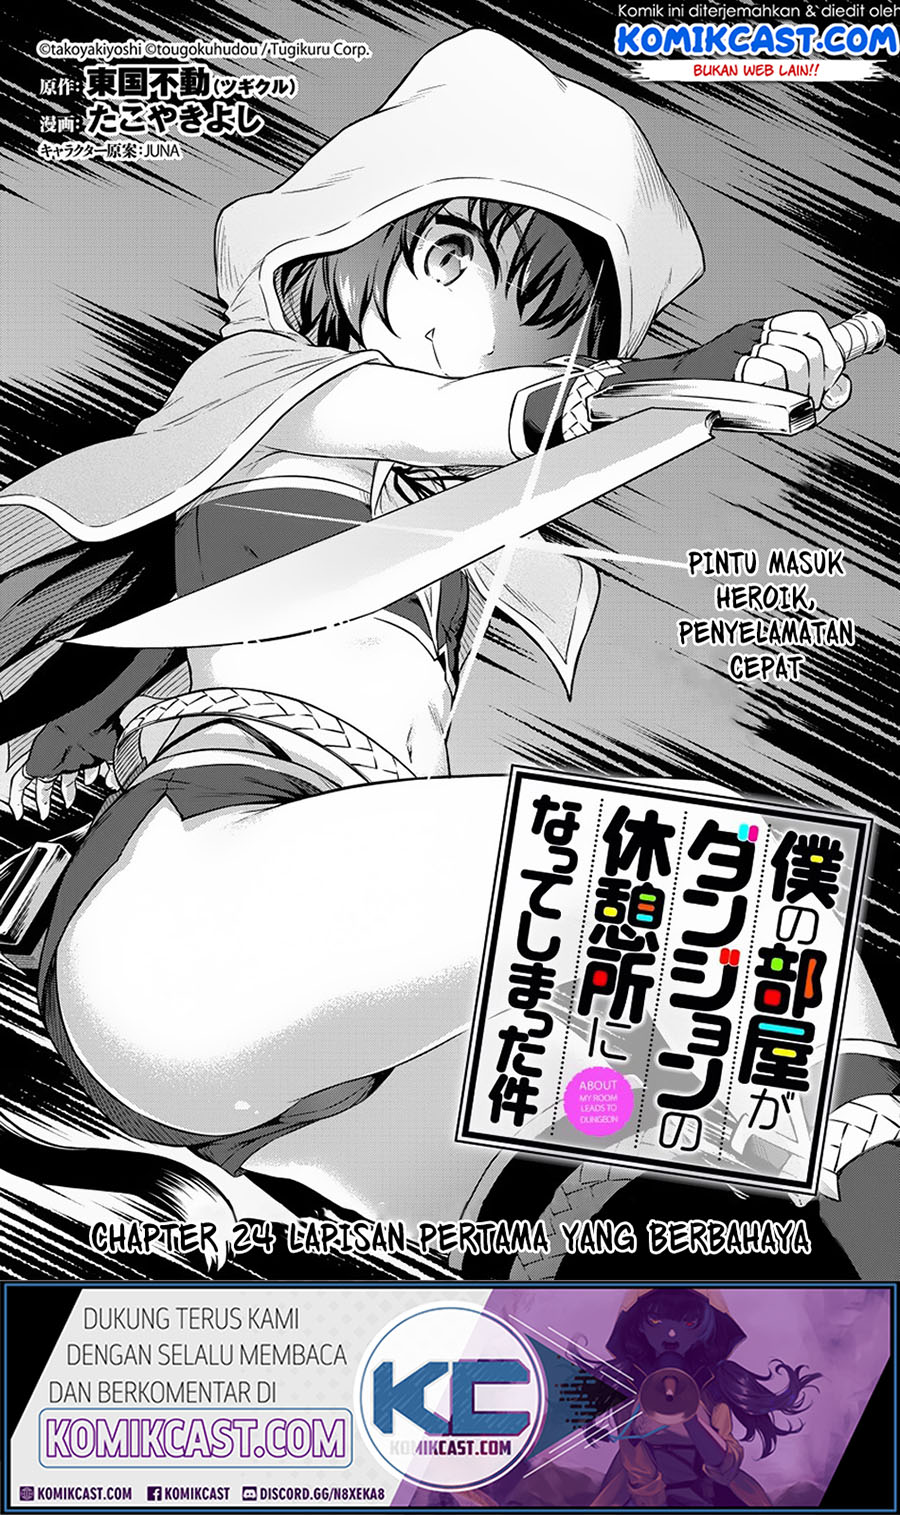 Komik ini diterjemahkan & diedit oleh
KOMIKCAST.COM
BUKAN WEB LAIN!!
©takoyakiyoshi ©tougokuhudou / Tugikuru Corp.
原作:東国不動(ツギクル)
漫画:たこやきよし
キャラクター原案:JUNA
PINTU MASUK
HEROIK,
PENYELAMATAN
CEPAT
僕の部屋が
ダンジョンの
休憩所に
なってしまった件
ABOUT
MY ROOM
LEADS TO
DUNGEON
CHAPTER 24 LAPISAN PERTAMA YANG BERBAHAYA
DUKUNG TERUS KAMI
DENGAN SELALU MEMBACA
DAN BERKOMENTAR DI
KOMIKCAST.COM
KC
KOMIKCAST.COM
KOMIKCAST.COM KOMIKCAST DISCORD.GG/N8XEKA8